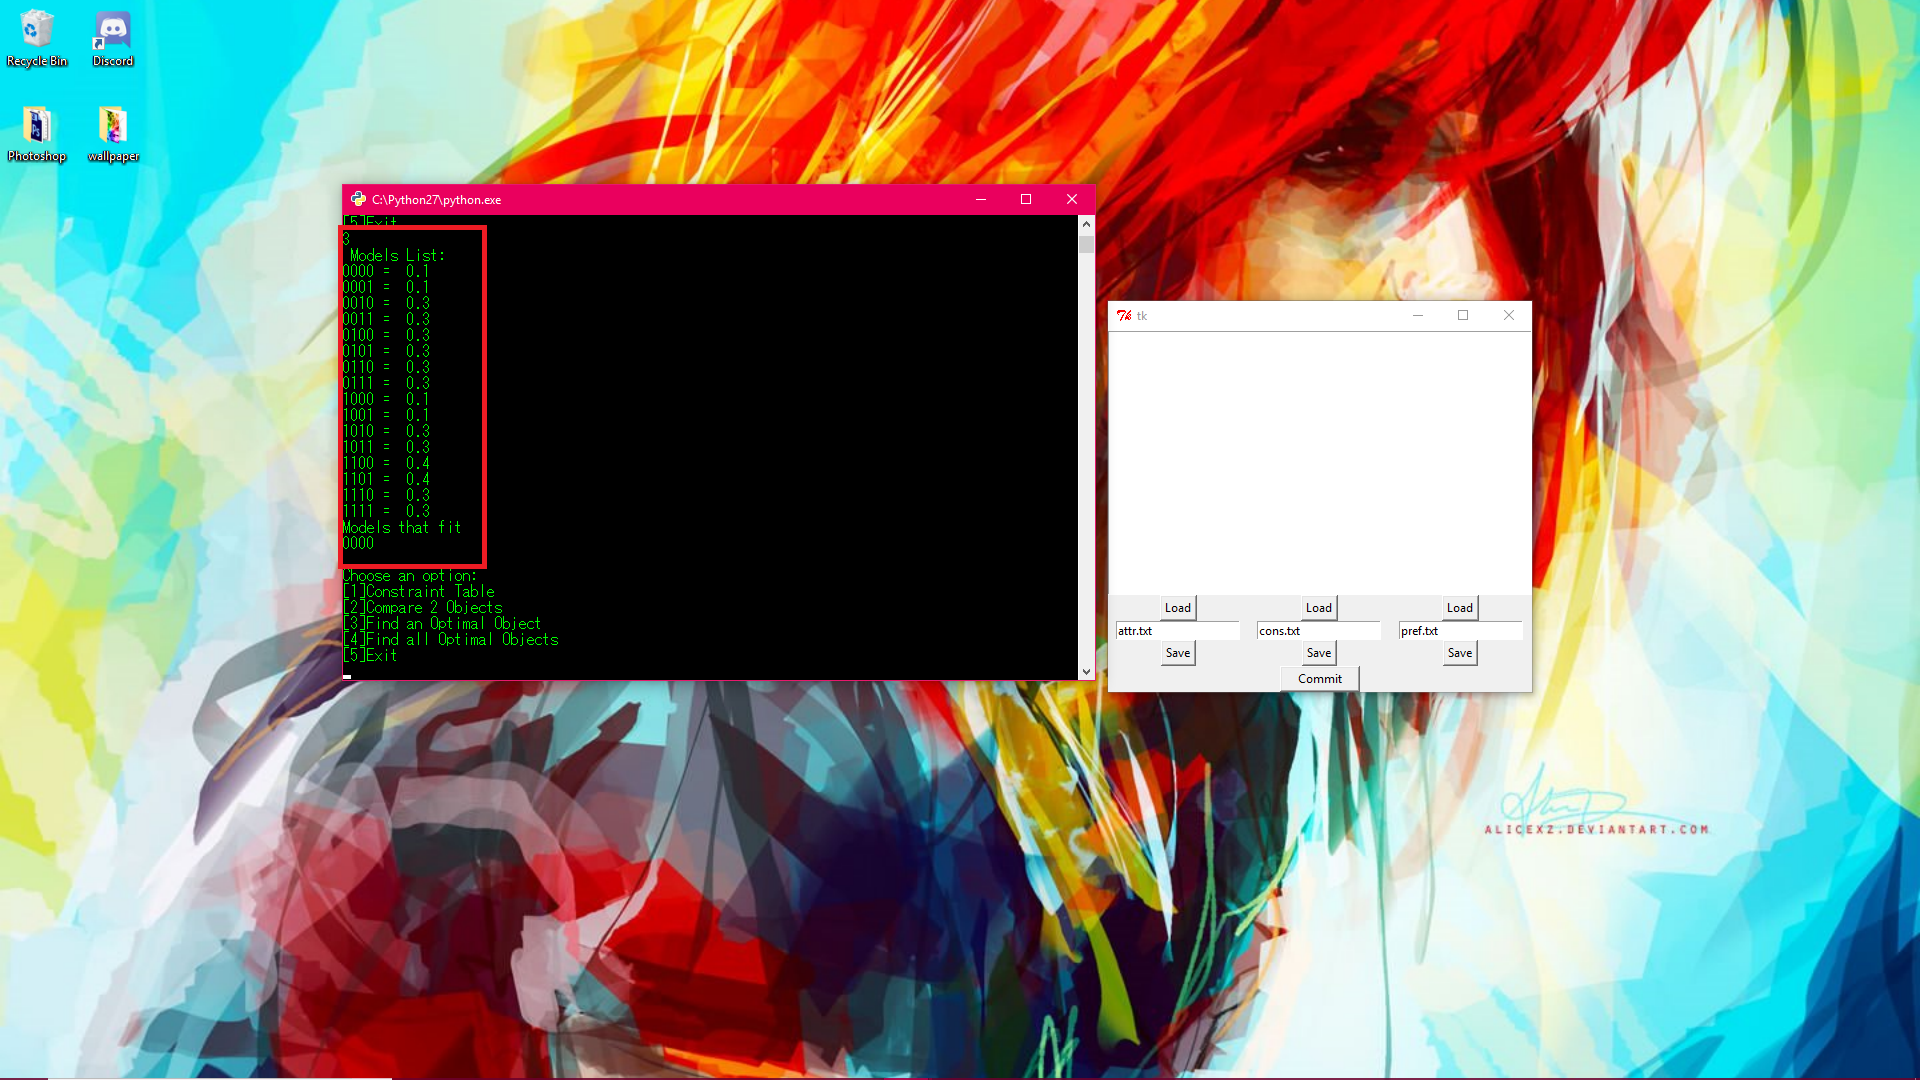 Recycle Bin
Discord
Photoshop
wallpaper
C:\Python27\python.exe
[5]Exit
3
Models List:
0000 = 0.1
0001 = 0.1
0010 = 0.3
0011 = 0.3
0100 = 0.3
0101 = 0.3
0110 = 0.3
0111 = 0.3
1000 = 0.1
1001 = 0.1
1010 = 0.3
1011 = 0.3
1100 = 0.4
1101 = 0.4
1110 = 0.3
1111 = 0.3
Models that fit
0000
Choose an option:
[1]Constraint Table
[2]Compare 2 Objects
[3]Find an Optimal Object
[4]Find all Optimal Objects
[5]Exit
tk
Load Load Load
attr.txt cons.txt pref.txt
Save Save Save
Commit
ALICEXZ.DEVIANTART.COM